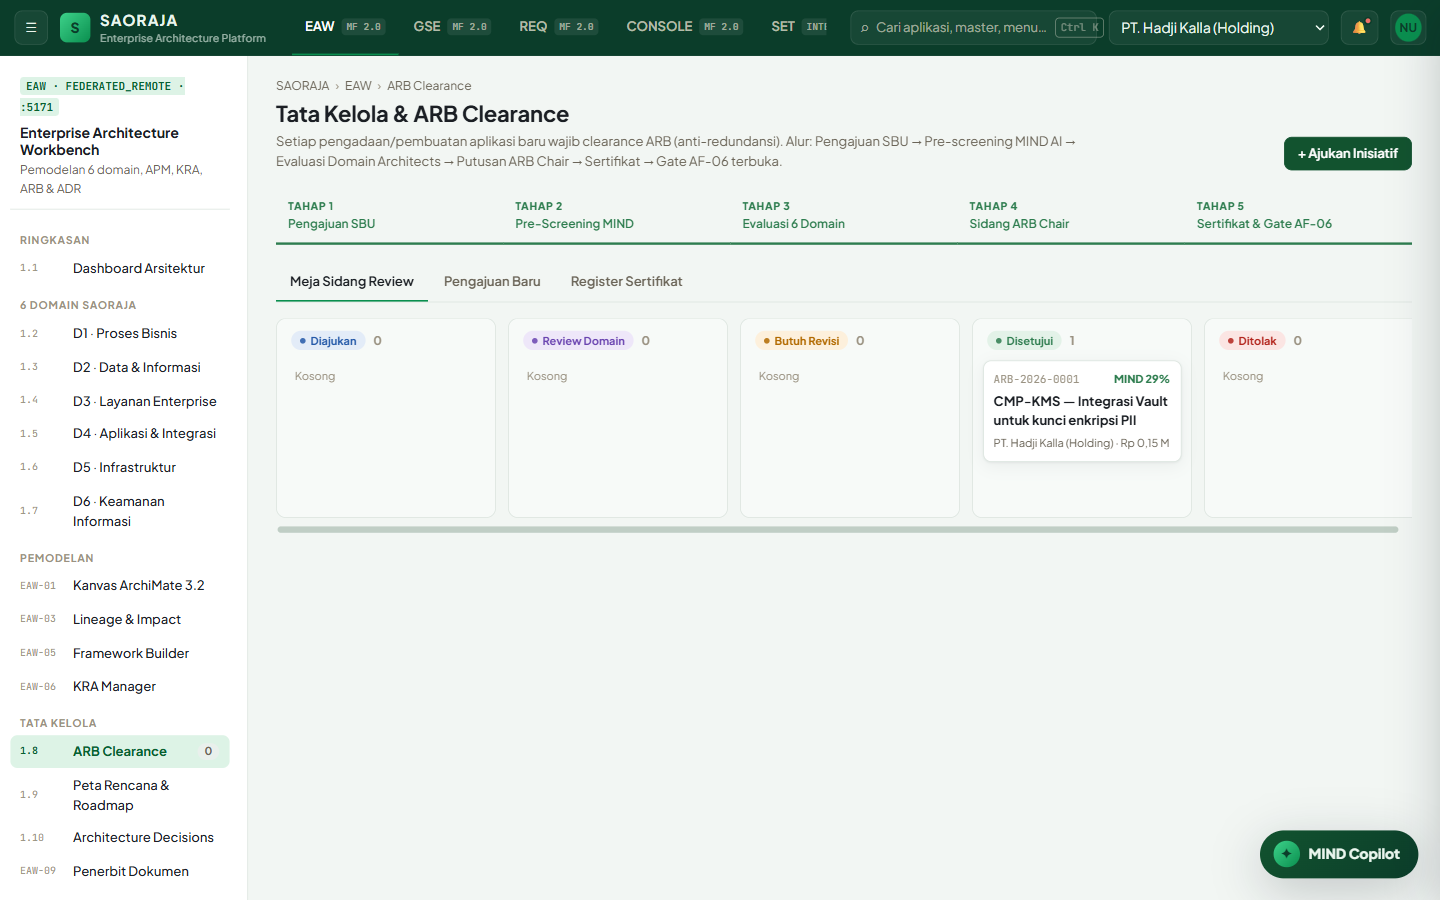 ☰
S
SAORAJA
Enterprise Architecture Platform
EAW MF 2.0
GSE MF 2.0
REQ MF 2.0
CONSOLE MF 2.0
SET
Cari aplikasi, master, menu... Ctrl K
PT. Hadji Kalla (Holding)
NU
EAW · FEDERATED_REMOTE ·
:5171
Enterprise Architecture
Workbench
Pemodelan 6 domain, APM, KRA,
ARB & ADR
RINGKASAN
1.1 Dashboard Arsitektur
6 DOMAIN SAORAJA
1.2 D1 · Proses Bisnis
1.3 D2 · Data & Informasi
1.4 D3 · Layanan Enterprise
1.5 D4 · Aplikasi & Integrasi
1.6 D5 · Infrastruktur
1.7 D6 · Keamanan
Informasi
PEMODELAN
EAW-01 Kanvas ArchiMate 3.2
EAW-03 Lineage & Impact
EAW-05 Framework Builder
EAW-06 KRA Manager
TATA KELOLA
1.8 ARB Clearance 0
1.9 Peta Rencana &
Roadmap
1.10 Architecture Decisions
EAW-09 Penerbit Dokumen
SAORAJA › EAW › ARB Clearance
Tata Kelola & ARB Clearance
Setiap pengadaan/pembuatan aplikasi baru wajib clearance ARB (anti-redundansi). Alur: Pengajuan SBU → Pre-screening MIND AI →
Evaluasi Domain Architects → Putusan ARB Chair → Sertifikat → Gate AF-06 terbuka.
+ Ajukan Inisiatif
TAHAP 1
Pengajuan SBU
TAHAP 2
Pre-Screening MIND
TAHAP 3
Evaluasi 6 Domain
TAHAP 4
Sidang ARB Chair
TAHAP 5
Sertifikat & Gate AF-06
Meja Sidang Review
Pengajuan Baru
Register Sertifikat
Diajukan 0
Kosong
Review Domain 0
Kosong
Butuh Revisi 0
Kosong
Disetujui 1
ARB-2026-0001 MIND 29%
CMP-KMS — Integrasi Vault
untuk kunci enkripsi PII
PT. Hadji Kalla (Holding) · Rp 0,15 M
Ditolak 0
Kosong
MIND Copilot